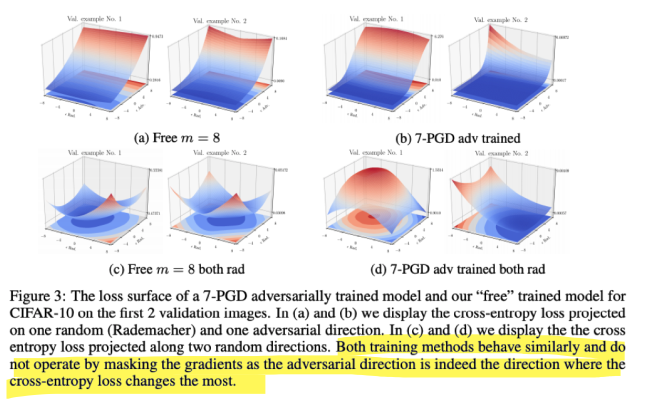 Val. example No. 1
Val. example No. 2
Val. example No. 1
Val. example No. 2
(a) Free m = 8
(b) 7-PGD adv trained
Val. example No. 1
Val. example No. 2
Val. example No. 1
Val. example No. 2
(c) Free m = 8 both rad
(d) 7-PGD adv trained both rad
Figure 3: The loss surface of a 7-PGD adversarially trained model and our “free” trained model for
CIFAR-10 on the first 2 validation images. In (a) and (b) we display the cross-entropy loss projected
on one random (Rademacher) and one adversarial direction. In (c) and (d) we display the the cross
entropy loss projected along two random directions. Both training methods behave similarly and do
not operate by masking the gradients as the adversarial direction is indeed the direction where the
cross-entropy loss changes the most.